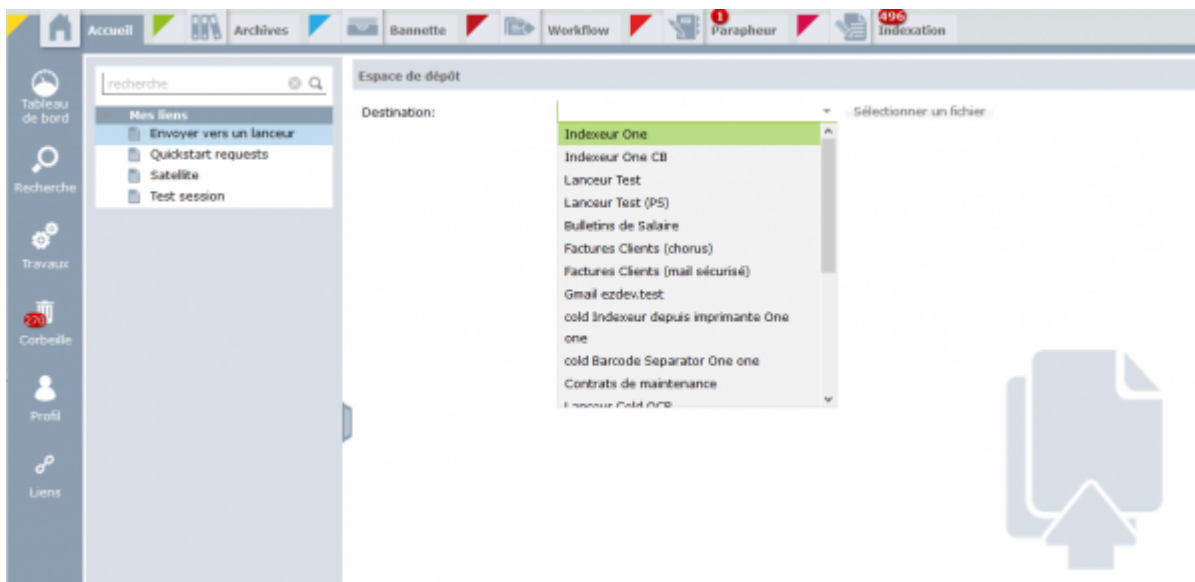 Accueil
Archives
Bannette
Workflow
1
Parapheur
496
Indexation
Tableau
de bord
Recherche
Travaux
270
Corbeille
Profil
Liens
recherche
Mes liens
Envoyer vers un lanceur
Quickstart requests
Satellite
Test session
Espace de dépôt
Destination:
Sélectionner un fichier
Indexeur One
Indexeur One CB
Lanceur Test
Lanceur Test (PS)
Bulletins de Salaire
Factures Clients (chorus)
Factures Clients (mail sécurisé)
Gmail ezdev.test
cold Indexeur depuis imprimante One
one
cold Barcode Separator One one
Contrats de maintenance
Lanceur Cold OCR